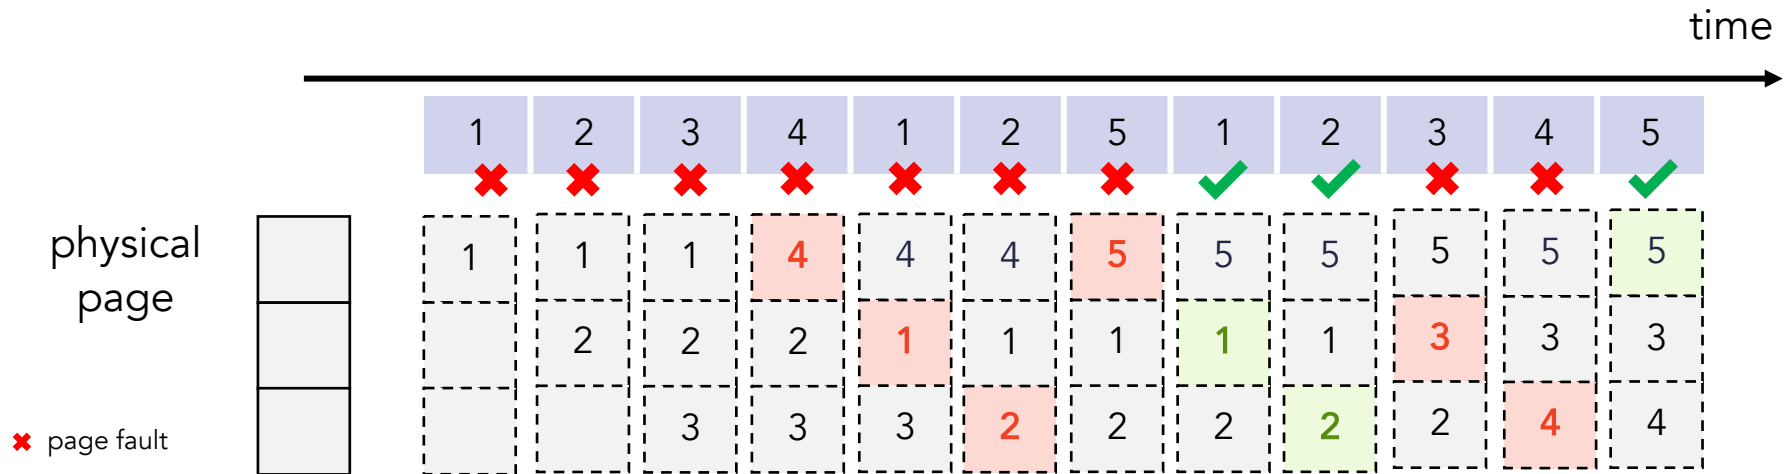 time
1 2 3 4 1 2 5 1 2 3 4 5
physical
page
1 1 1 4 4 4 5 5 5 5 5 5
2 2 2 1 1 1 1 1 3 3 3
3 3 3 2 2 2 2 2 4 4
page fault